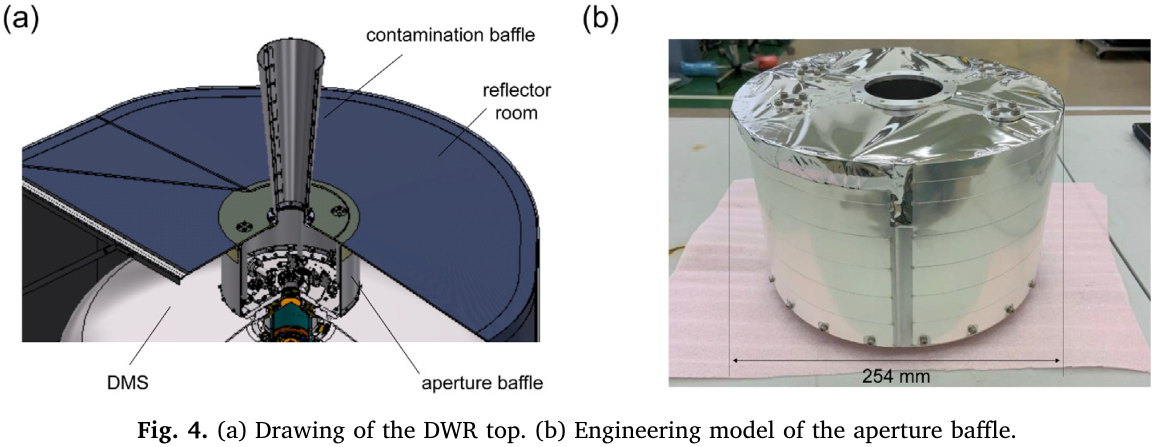 (a)
contamination baffle
reflector
room
DMS
aperture baffle
(b)
254 mm
Fig. 4. (a) Drawing of the DWR top. (b) Engineering model of the aperture baffle.